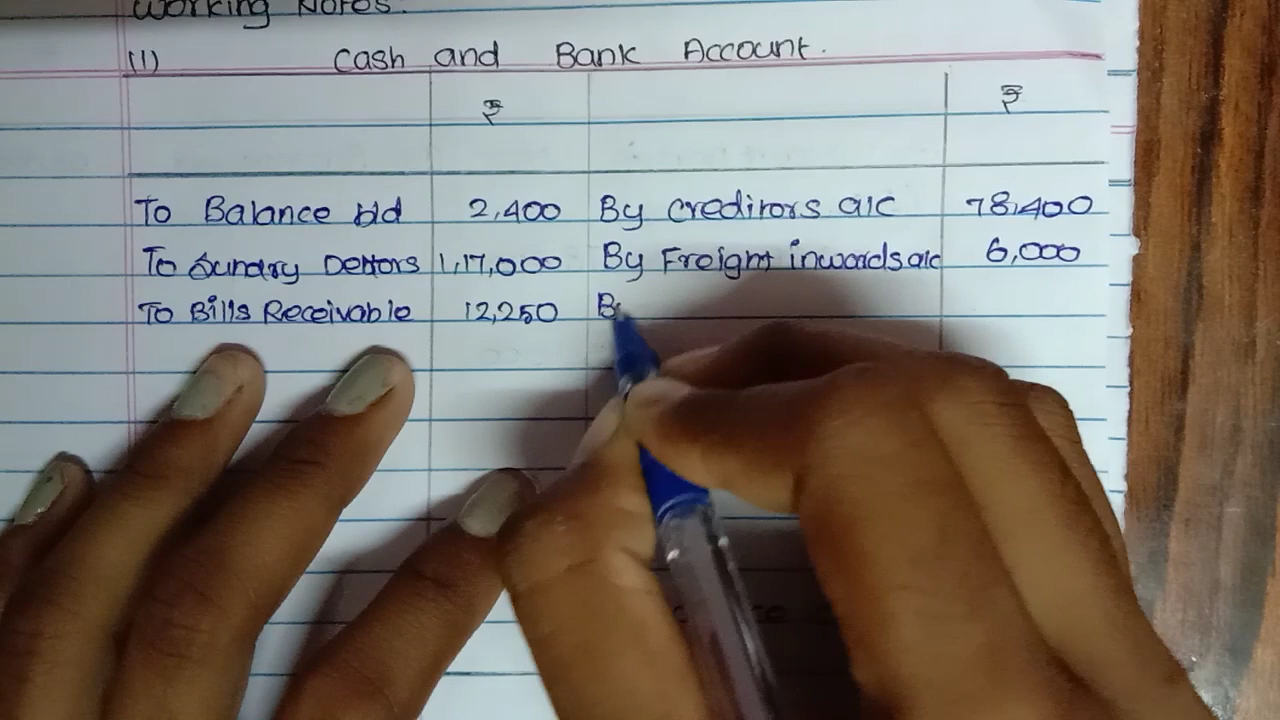 Working Notes:
(1) Cash and Bank Account.
₹ ₹
To Balance b/d 2,400 By Creditors a/c 78,400
To Sundry Debtors 1,17,000 By Freight inwards a/c 6,000
To Bills Receivable 12,250 By